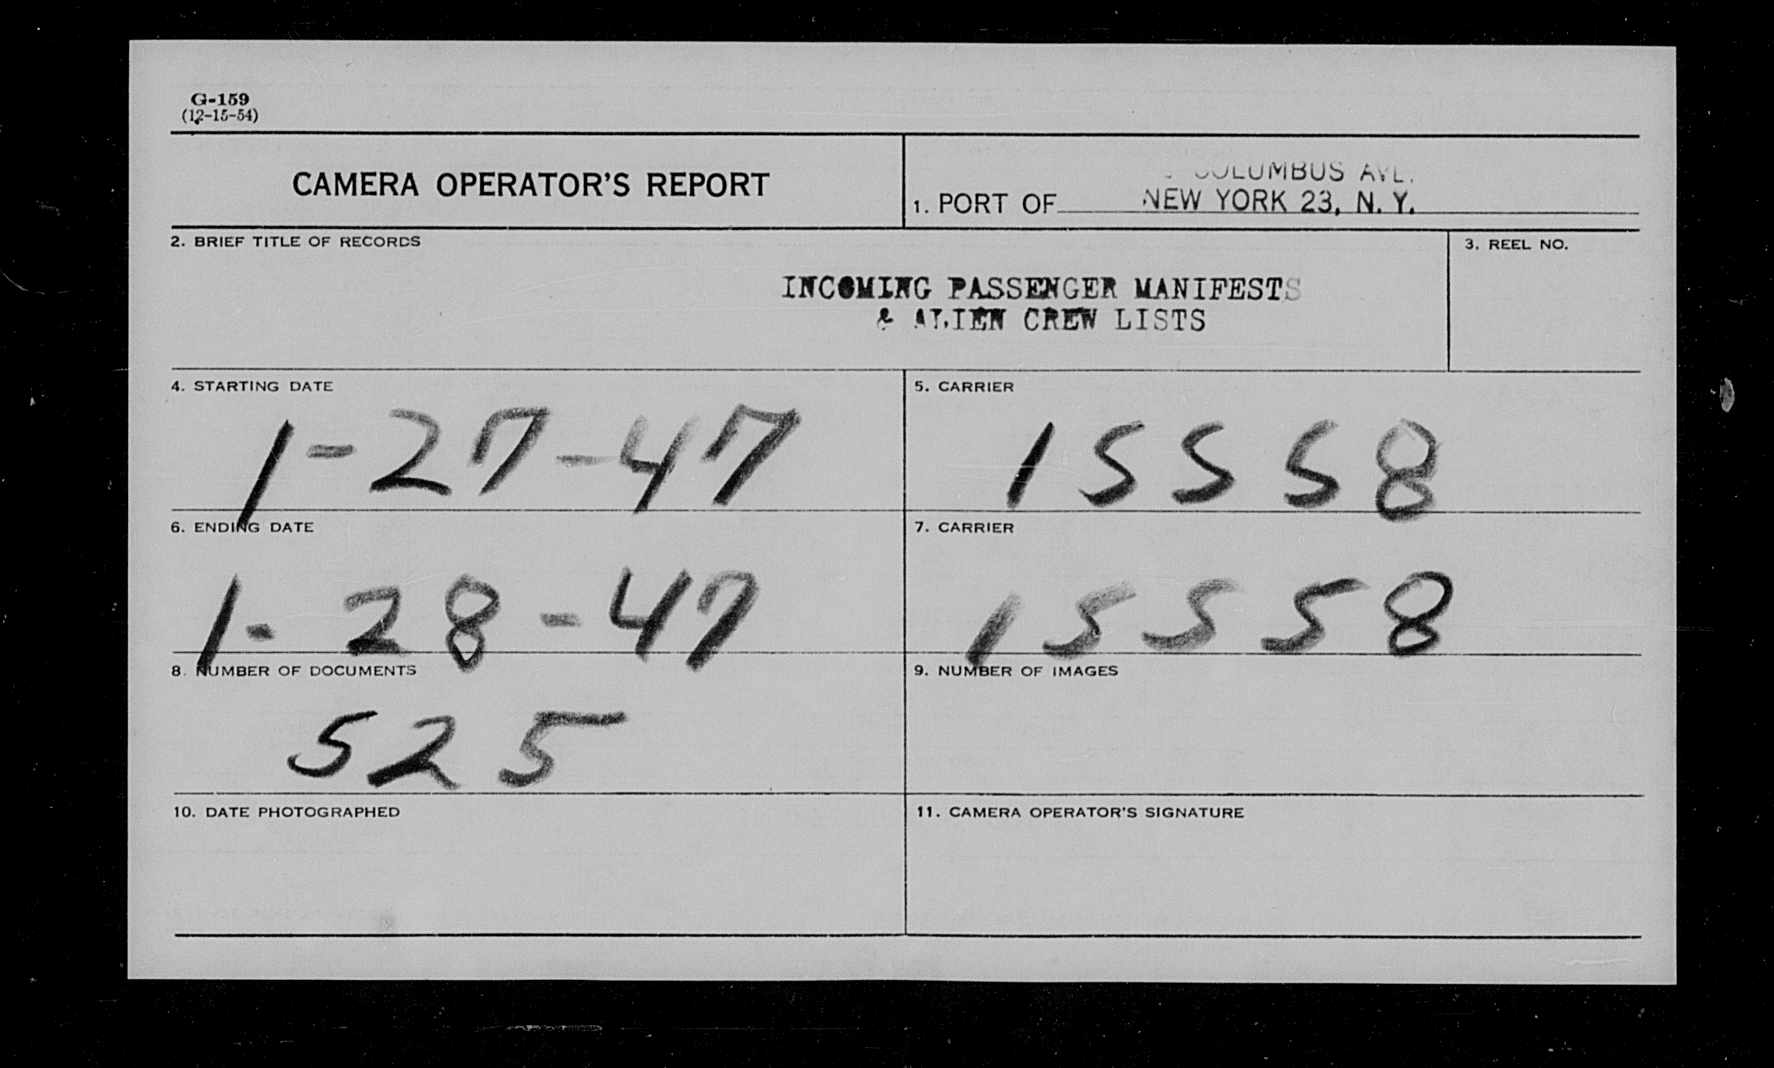 G-159
(12-15-54)
CAMERA OPERATOR'S REPORT
COLUMBUS AVE.
1. PORT OF NEW YORK 23, N. Y.
2. BRIEF TITLE OF RECORDS
3. REEL NO.
INCOMING PASSENGER MANIFESTS
& ALIEN CREW LISTS
4. STARTING DATE
1-27-47
5. CARRIER
15558
6. ENDING DATE
1-28-47
7. CARRIER
15558
8. NUMBER OF DOCUMENTS
525
9. NUMBER OF IMAGES
10. DATE PHOTOGRAPHED
11. CAMERA OPERATOR'S SIGNATURE